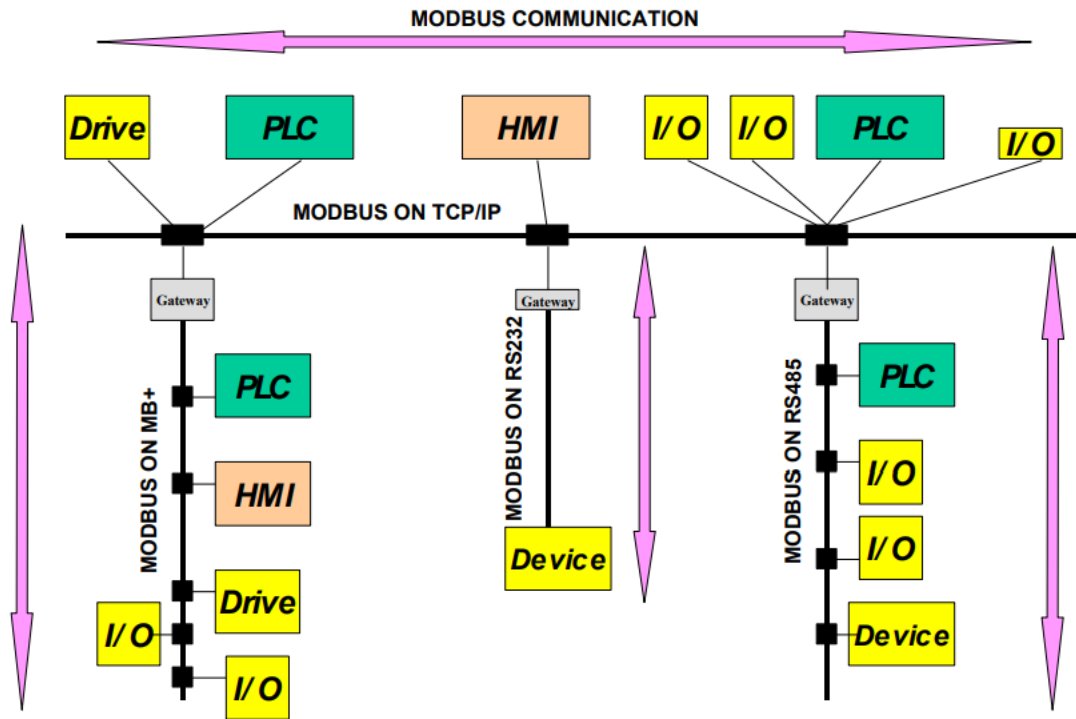 MODBUS COMMUNICATION
Drive
PLC
HMI
I/O
I/O
PLC
I/O
MODBUS ON TCP/IP
Gateway
Gateway
Gateway
MODBUS ON MB+
PLC
HMI
Drive
I/O
I/O
MODBUS ON RS232
Device
MODBUS ON RS485
PLC
I/O
I/O
Device